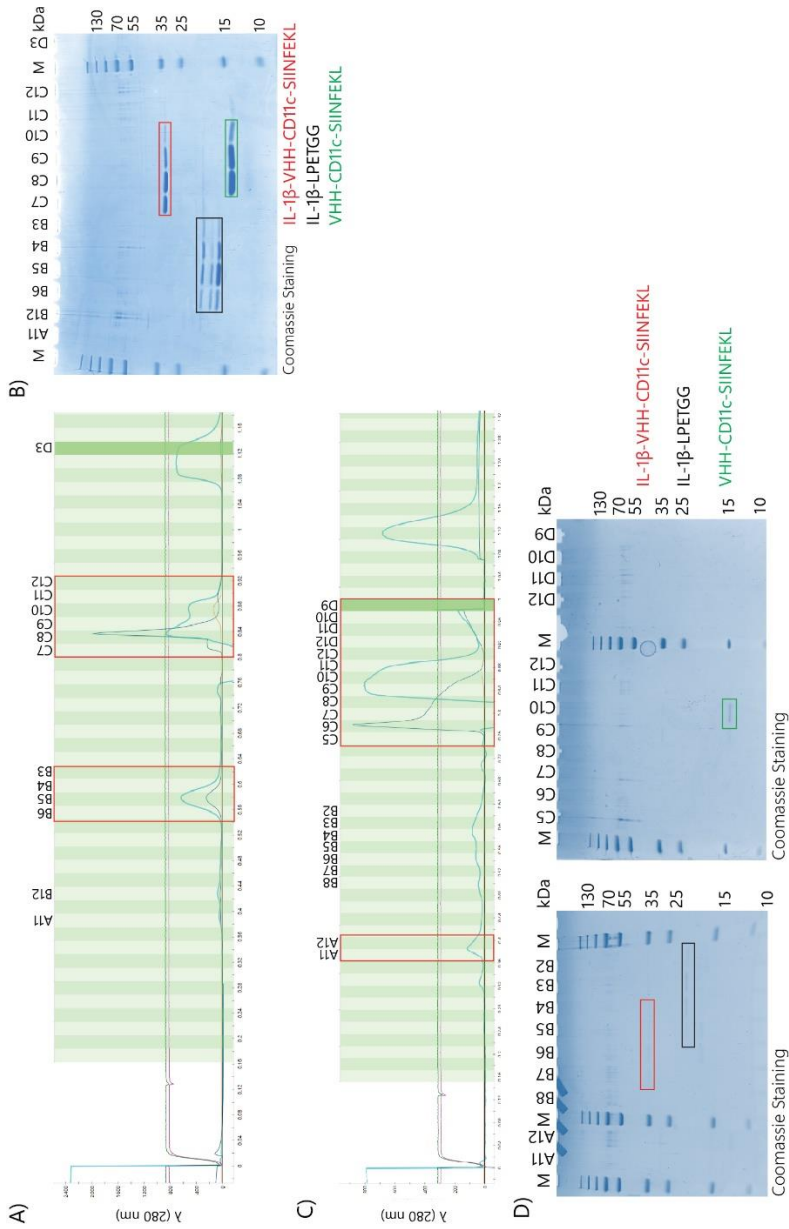 A)
A11 B12 B6 B5 B4 B3 C7 C8 C9 C10 C11 C12 D3
λ (280 nm)
B)
M A11 B12 B6 B5 B4 B3 C7 C8 C9 C10 C11 C12 M D3 kDa
130
70
55
35
25
15
10
Coomassie Staining
IL-1β-VHH-CD11c-SIINFEKL
IL-1β-LPETGG
VHH-CD11c-SIINFEKL
C)
A11 A12 B8 B7 B6 B5 B4 B3 B2 C5 C6 C7 C8 C9 C10 C11 C12 D12 D11 D10 D9
λ (280 nm)
D)
M A11 A12 M B8 B7 B6 B5 B4 B3 B2 M kDa
130
70
55
35
25
15
10
Coomassie Staining
M C5 C6 C7 C8 C9 C10 C11 C12 M D12 D11 D10 D9 kDa
130
70
55
35
25
15
10
Coomassie Staining
IL-1β-VHH-CD11c-SIINFEKL
IL-1β-LPETGG
VHH-CD11c-SIINFEKL